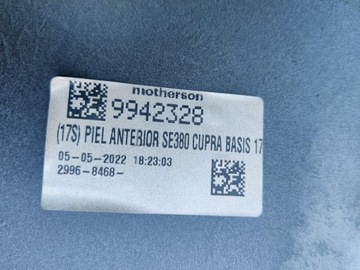 motherson
9942328
(17S) PIEL ANTERIOR SE380 CUPRA BASIS 17
05-05-2022 18:23:03
2996-8468-